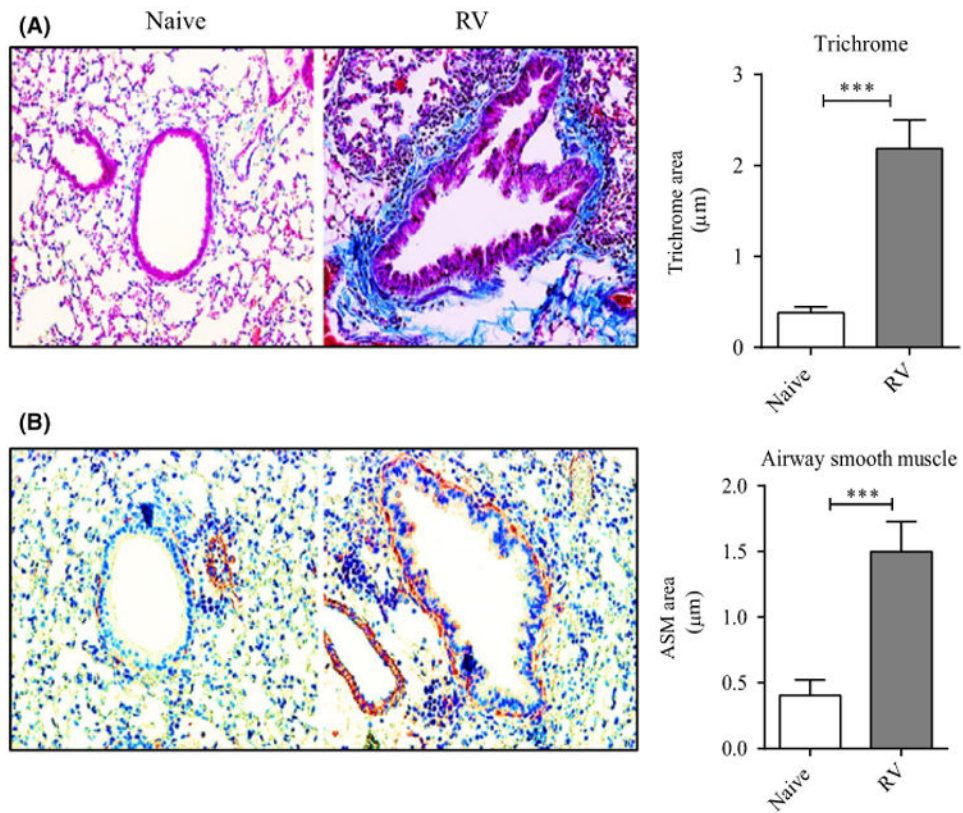 (A)
Naive
RV
Trichrome
***
3
2
1
0
Trichrome area
(µm)
Naive
RV
(B)
Airway smooth muscle
***
2.0
1.5
1.0
0.5
0.0
ASM area
(µm)
Naive
RV